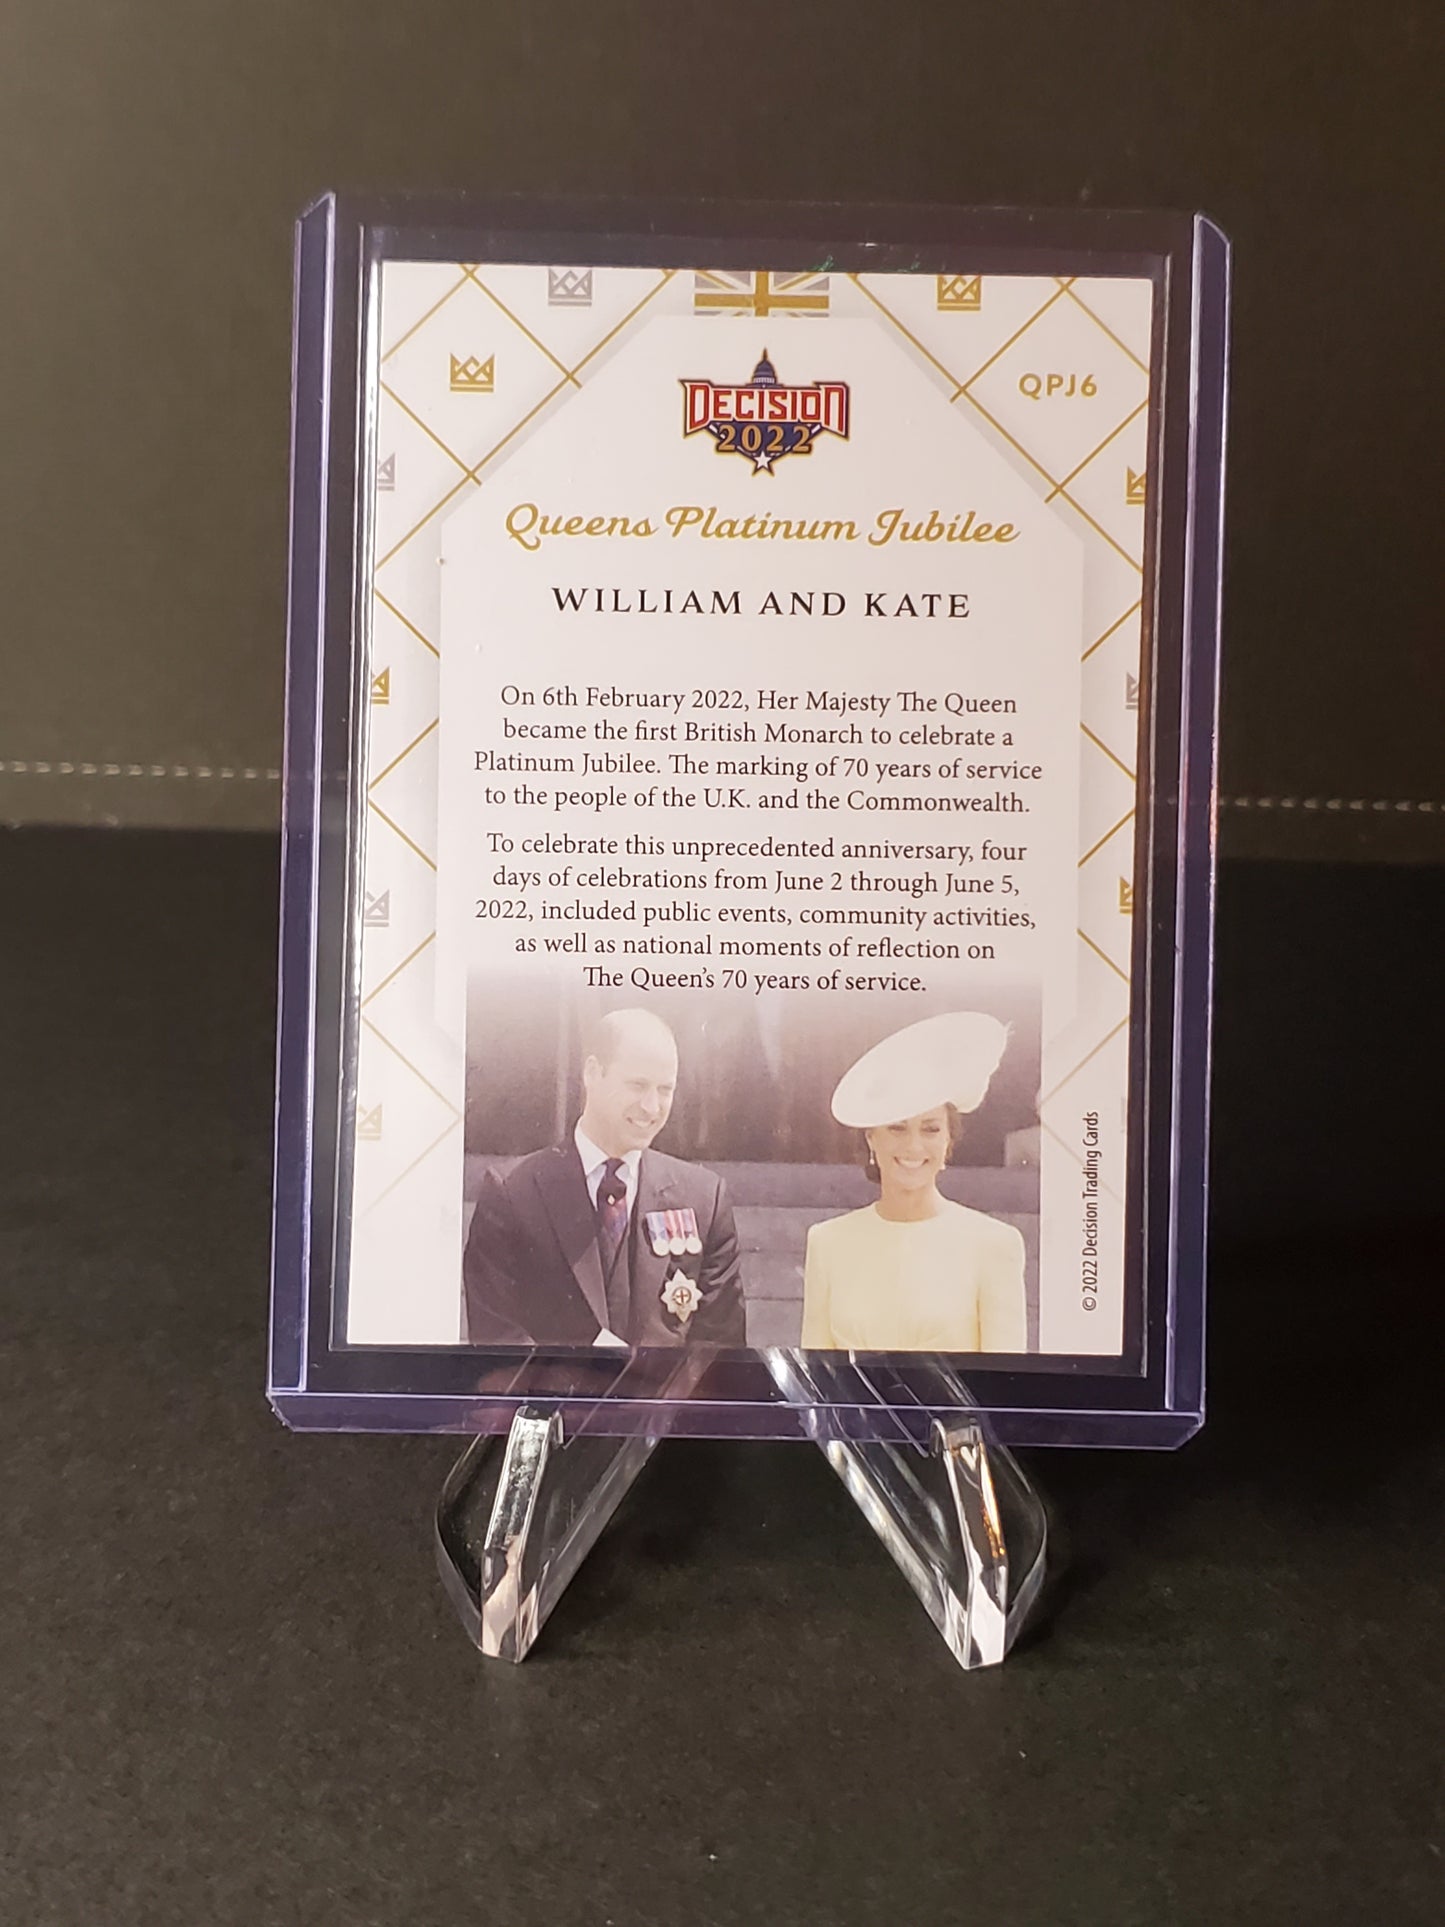 QPJ6
DECISION
2022
Queens Platinum Jubilee
WILLIAM AND KATE
On 6th February 2022, Her Majesty The Queen
became the first British Monarch to celebrate a
Platinum Jubilee. The marking of 70 years of service
to the people of the U.K. and the Commonwealth.
To celebrate this unprecedented anniversary, four
days of celebrations from June 2 through June 5,
2022, included public events, community activities,
as well as national moments of reflection on
The Queen's 70 years of service.
© 2022 Decision Trading Cards